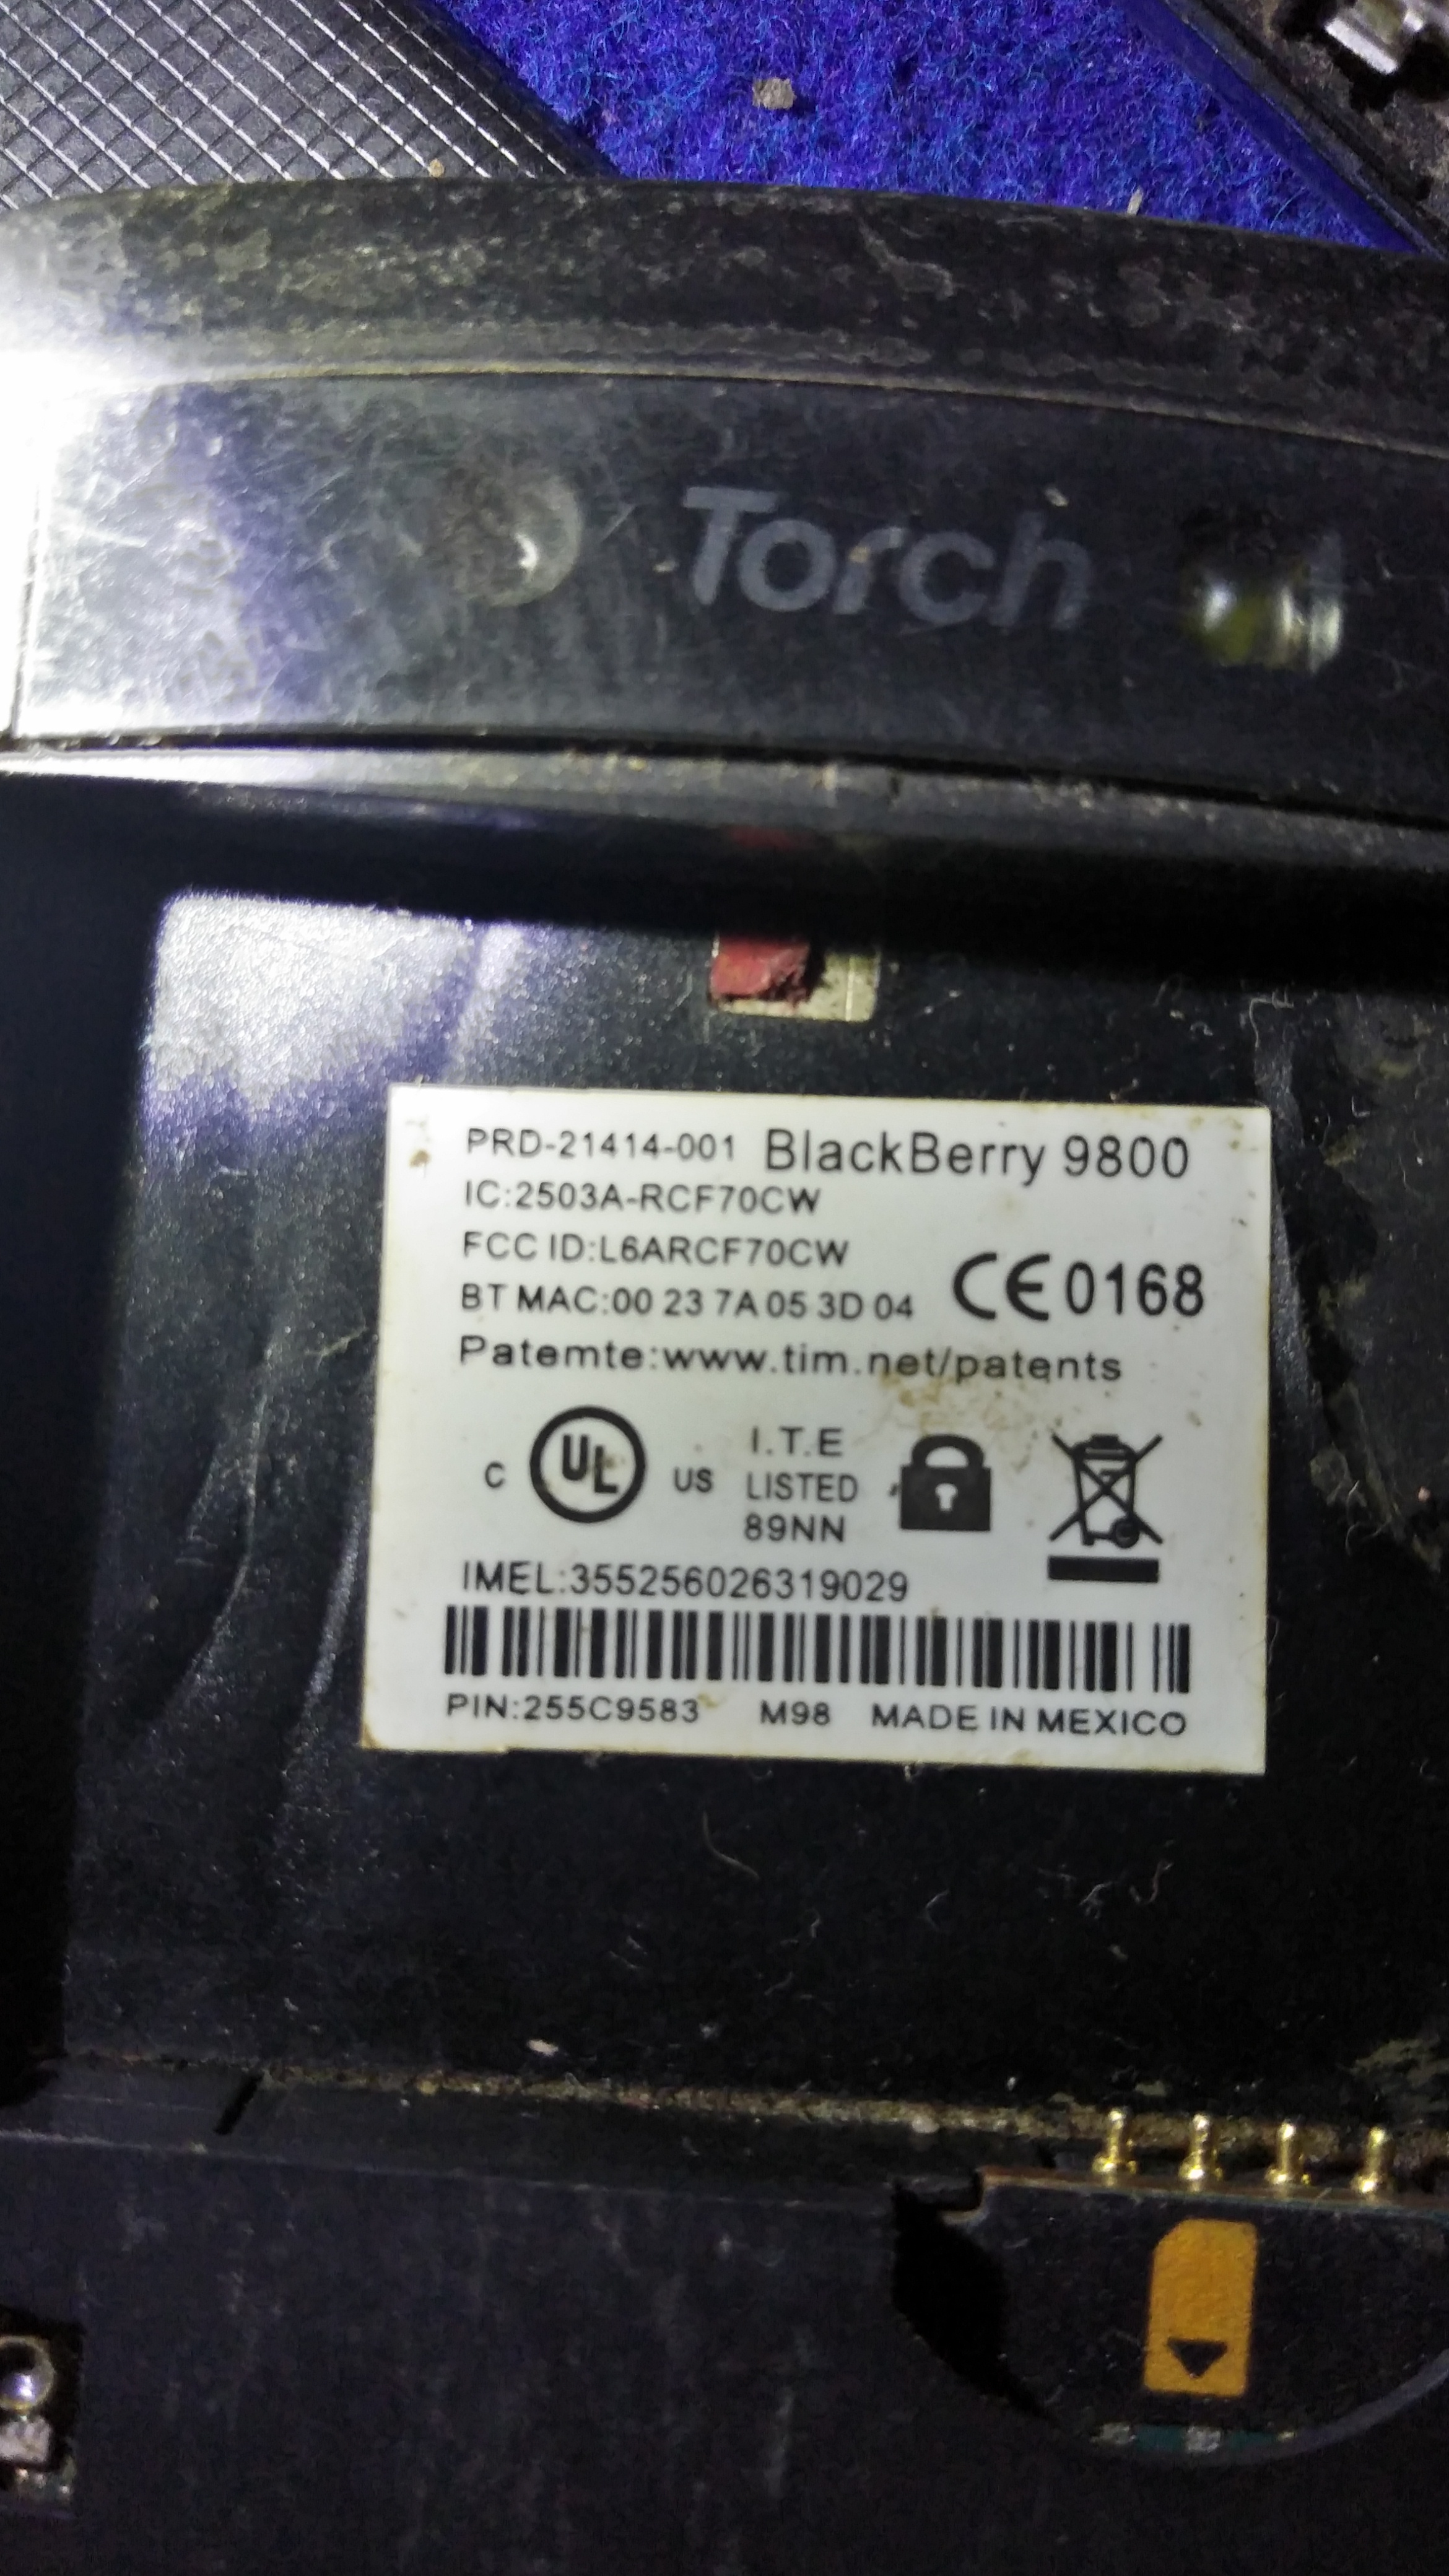 Torch
PRD-21414-001 BlackBerry 9800
IC:2503A-RCF70CW
FCC ID:L6ARCF70CW
BT MAC:00 23 7A 05 3D 04 CE 0168
Patemte:www.tim.net/patents
C UL US
I.T.E
LISTED
89NN
IMEL:355256026319029
PIN:255C9583 M98 MADE IN MEXICO